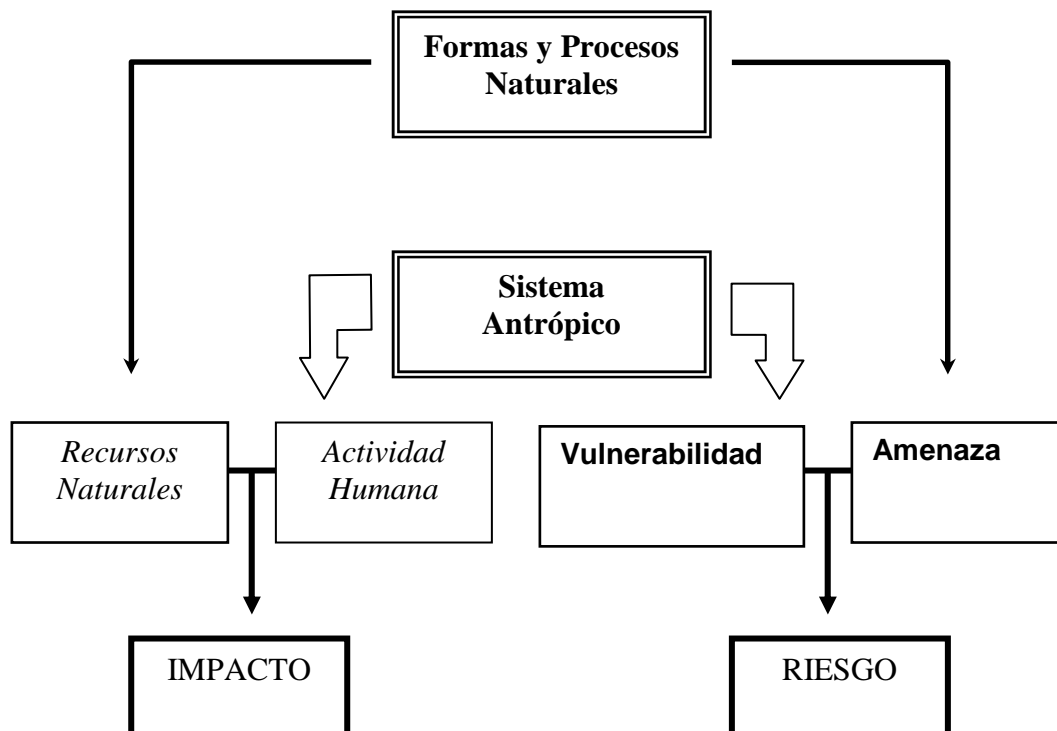 Formas y Procesos
Naturales
Sistema
Antrópico
Recursos
Naturales
Actividad
Humana
Vulnerabilidad
Amenaza
IMPACTO
RIESGO